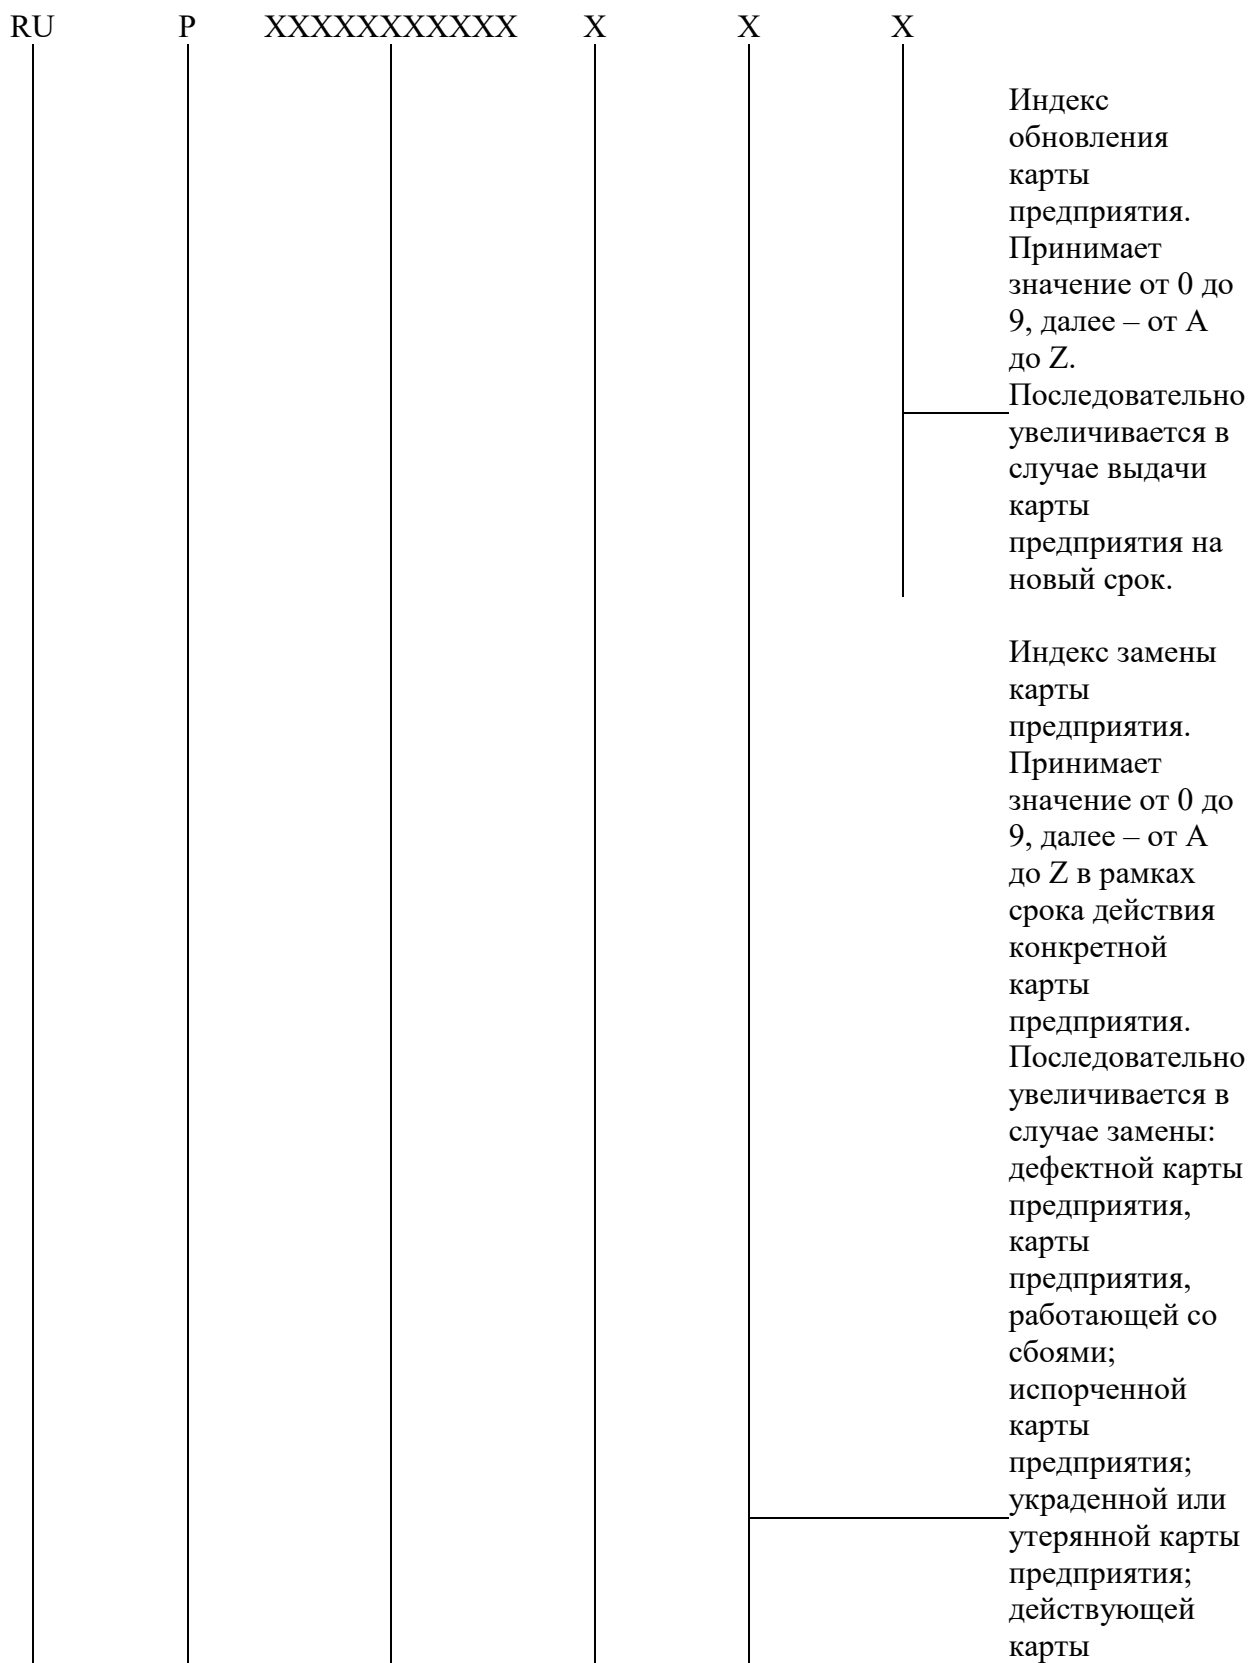 RU P XXXXXXXXXXX X X X
Индекс
обновления
карты
предприятия.
Принимает
значение от 0 до
9, далее – от A
до Z.
Последовательно
увеличивается в
случае выдачи
карты
предприятия на
новый срок.
Индекс замены
карты
предприятия.
Принимает
значение от 0 до
9, далее – от A
до Z в рамках
срока действия
конкретной
карты
предприятия.
Последовательно
увеличивается в
случае замены:
дефектной карты
предприятия,
карты
предприятия,
работающей со
сбоями;
испорченной
карты
предприятия;
украденной или
утерянной карты
предприятия;
действующей
карты